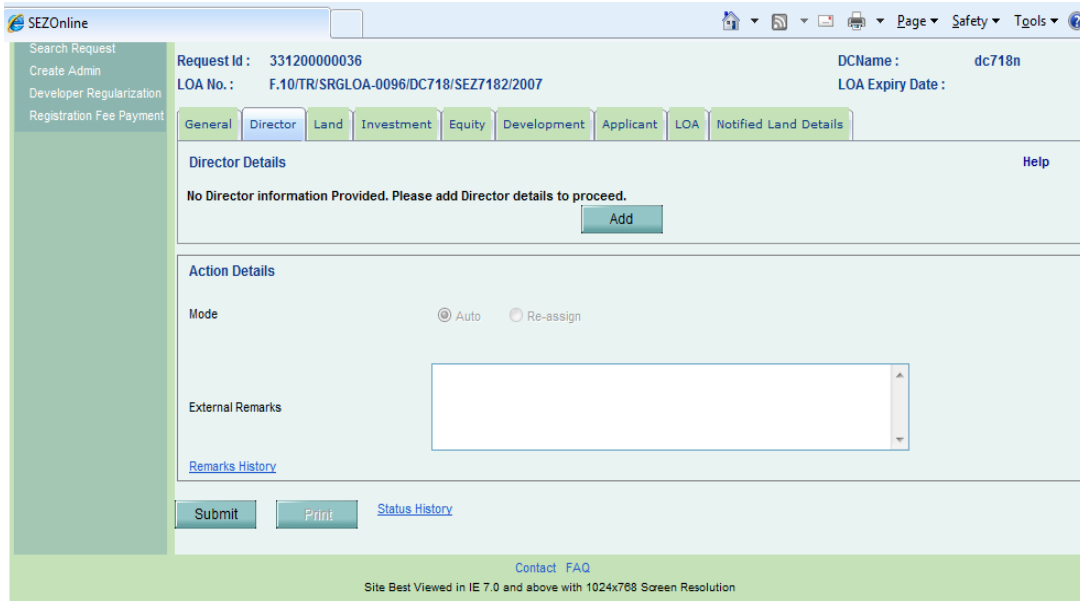 SEZOnline
Page Safety Tools
Search Request
Create Admin
Developer Regularization
Registration Fee Payment
Request Id : 331200000036 DCName : dc718n
LOA No. : F.10/TR/SRGLOA-0096/DC718/SEZ7182/2007 LOA Expiry Date :
General Director Land Investment Equity Development Applicant LOA Notified Land Details
Director Details Help
No Director information Provided. Please add Director details to proceed.
Add
Action Details
Mode Auto Re-assign
External Remarks
Remarks History
Submit Print Status History
Contact FAQ
Site Best Viewed in IE 7.0 and above with 1024x768 Screen Resolution